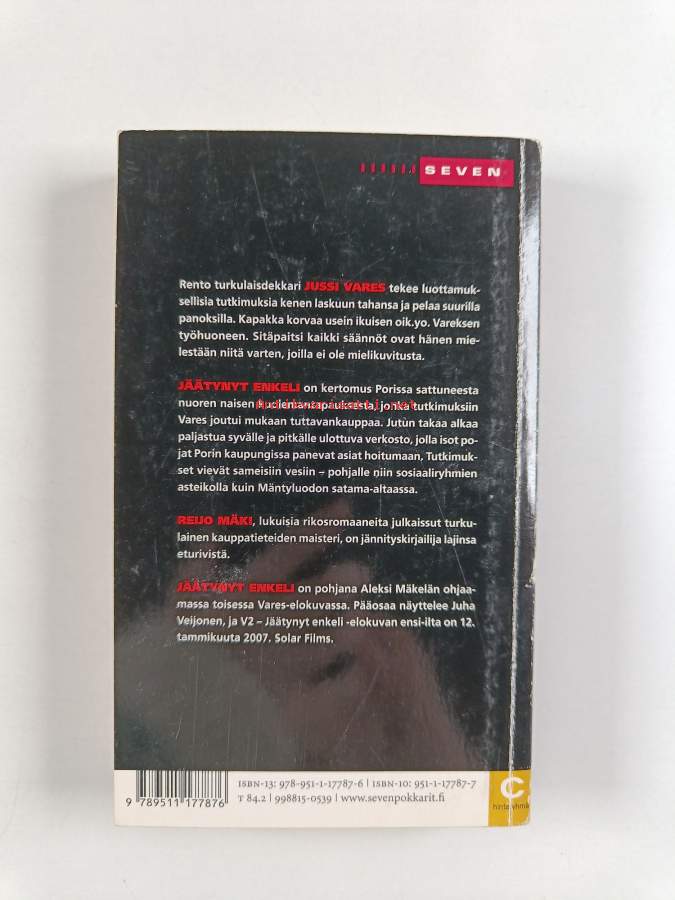 SEVEN
Rento turkulaisdekkari JUSSI VARES tekee luottamuk-
sellisia tutkimuksia kenen laskuun tahansa ja pelaa suurilla
panoksilla. Kapakka korvaa usein ikuisen oik.yo. Vareksen
työhuoneen. Sitäpaitsi kaikki säännöt ovat hänen mie-
lestään niitä varten, joilla ei ole mielikuvitusta.
JÄÄTYNYT ENKELI on kertomus Porissa sattuneesta
nuoren naisen kuolemantapauksesta, jonka tutkimuksiin
Vares joutui mukaan tuttavankauppaa. Jutun takaa alkaa
paljastua syvälle ja pitkälle ulottuva verkosto, jolla isot po-
jat Porin kaupungissa panevat asiat hoitumaan. Tutkimuk-
set vievät sameisiin vesiin – pohjalle niin sosiaaliryhmien
asteikolla kuin Mäntyluodon satama-altaassa.
REIJO MÄKI, lukuisia rikosromaaneita julkaissut turku-
lainen kauppatieteiden maisteri, on jännityskirjailija lajinsa
eturivistä.
JÄÄTYNYT ENKELI on pohjana Aleksi Mäkelän ohjaa-
massa toisessa Vares-elokuvassa. Pääosaa näyttelee Juha
Veijonen, ja V2 – Jäätynyt enkeli -elokuvan ensi-ilta on 12.
tammikuuta 2007. Solar Films.
ISBN-13: 978-951-1-17787-6 | ISBN-10: 951-1-17787-7
T 84.2 | 998815-0539 | www.sevenpokkarit.fi
9 789511 177876
C